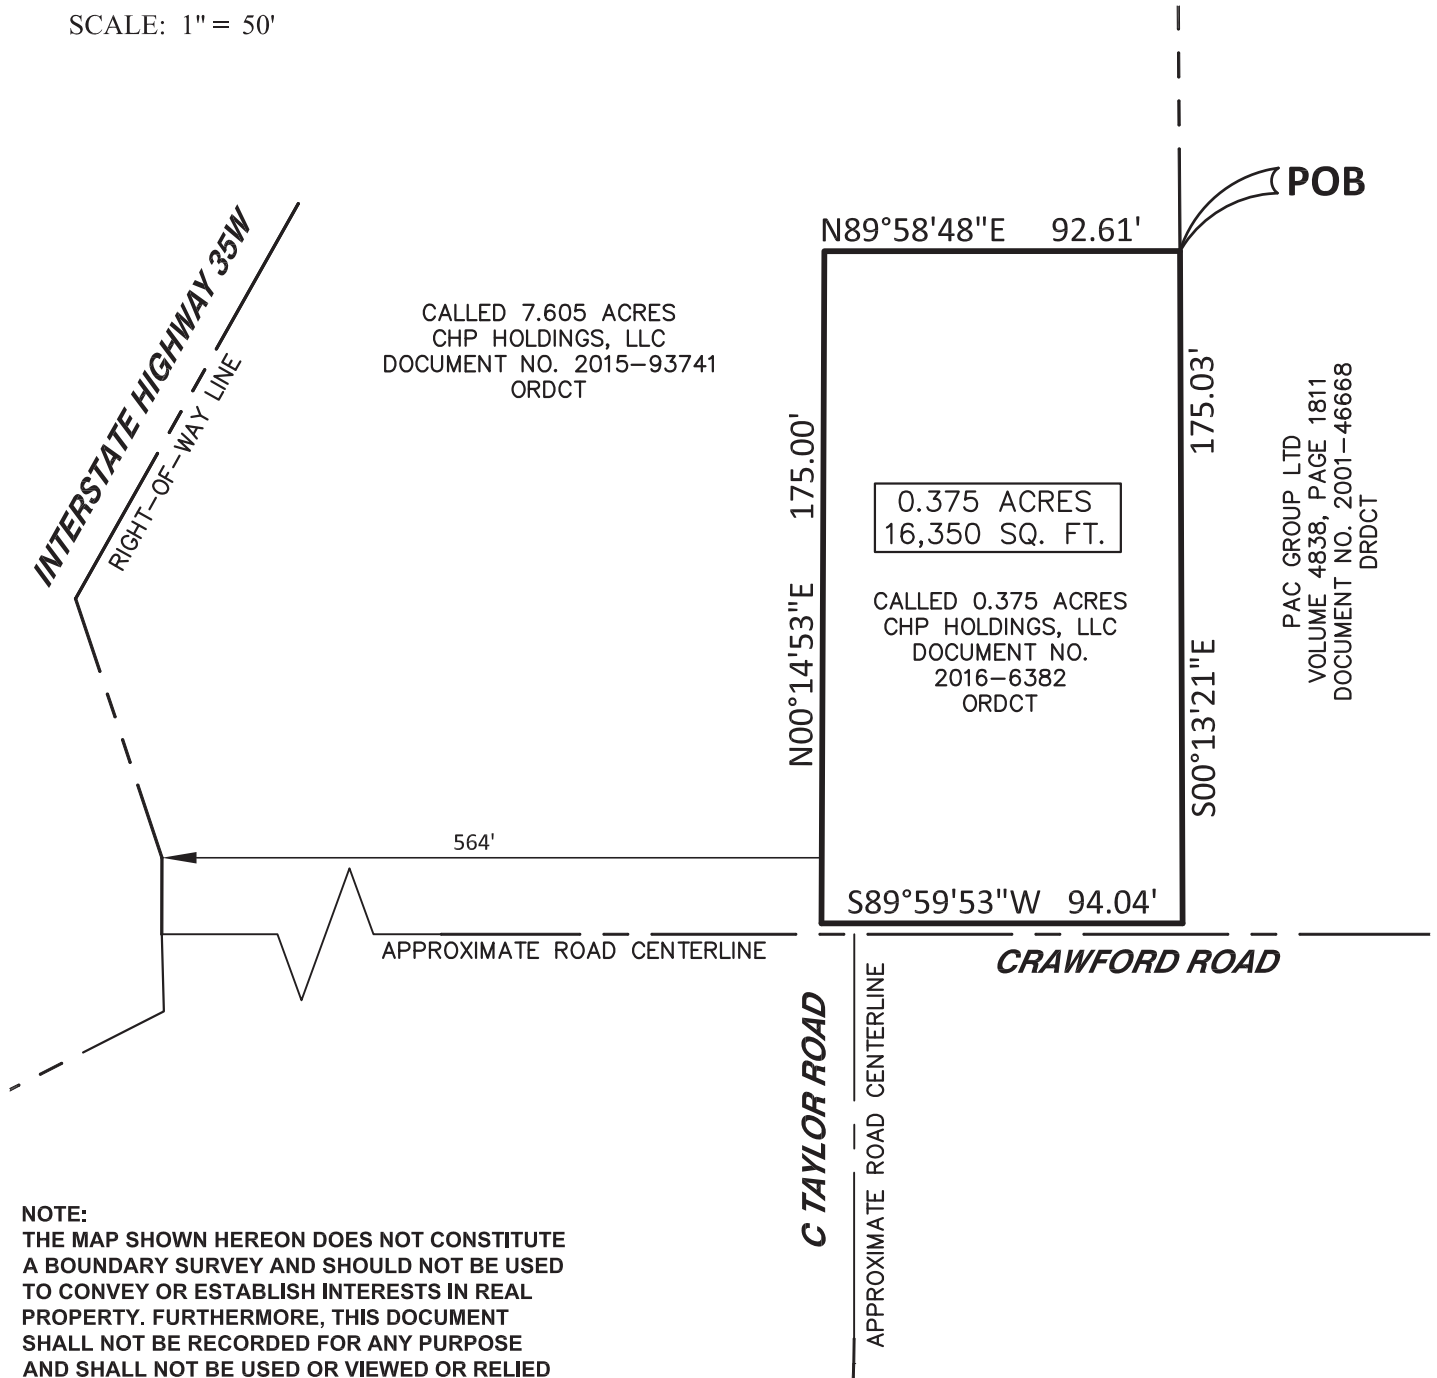 SCALE: 1" = 50'
POB
N89°58'48"E 92.61'
INTERSTATE HIGHWAY 35W
RIGHT-OF-WAY LINE
CALLED 7.605 ACRES
CHP HOLDINGS, LLC
DOCUMENT NO. 2015-93741
ORDCT
N00°14'53"E 175.00'
0.375 ACRES
16,350 SQ. FT.
CALLED 0.375 ACRES
CHP HOLDINGS, LLC
DOCUMENT NO.
2016-6382
ORDCT
S00°13'21"E 175.03'
PAC GROUP LTD
VOLUME 4838, PAGE 1811
DOCUMENT NO. 2001-46668
DRDCT
564'
S89°59'53"W 94.04'
APPROXIMATE ROAD CENTERLINE
CRAWFORD ROAD
C TAYLOR ROAD
APPROXIMATE ROAD CENTERLINE
NOTE:
THE MAP SHOWN HEREON DOES NOT CONSTITUTE
A BOUNDARY SURVEY AND SHOULD NOT BE USED
TO CONVEY OR ESTABLISH INTERESTS IN REAL
PROPERTY. FURTHERMORE, THIS DOCUMENT
SHALL NOT BE RECORDED FOR ANY PURPOSE
AND SHALL NOT BE USED OR VIEWED OR RELIED